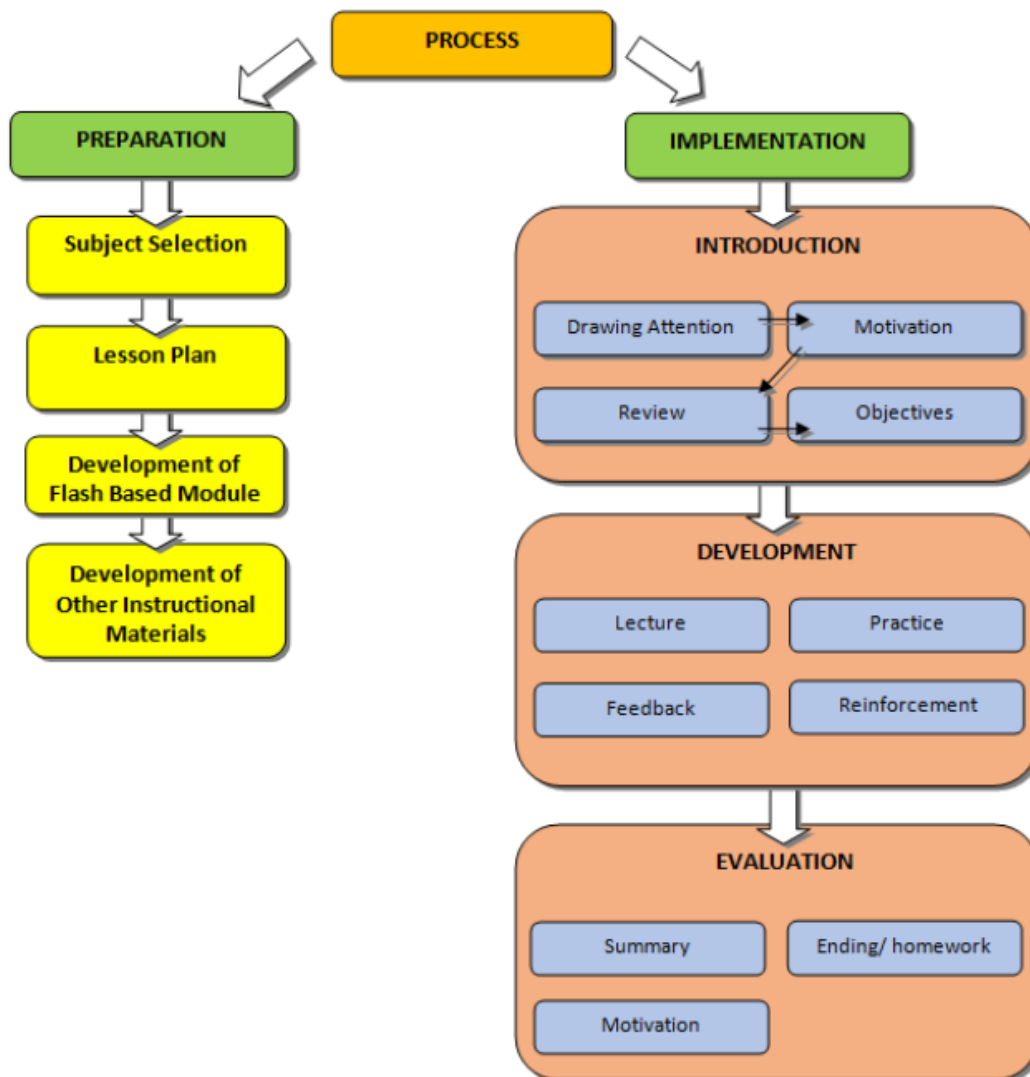 PROCESS
PREPARATION
Subject Selection
Lesson Plan
Development of
Flash Based Module
Development of
Other Instructional
Materials
IMPLEMENTATION
INTRODUCTION
Drawing Attention
Motivation
Review
Objectives
DEVELOPMENT
Lecture
Practice
Feedback
Reinforcement
EVALUATION
Summary
Ending/ homework
Motivation